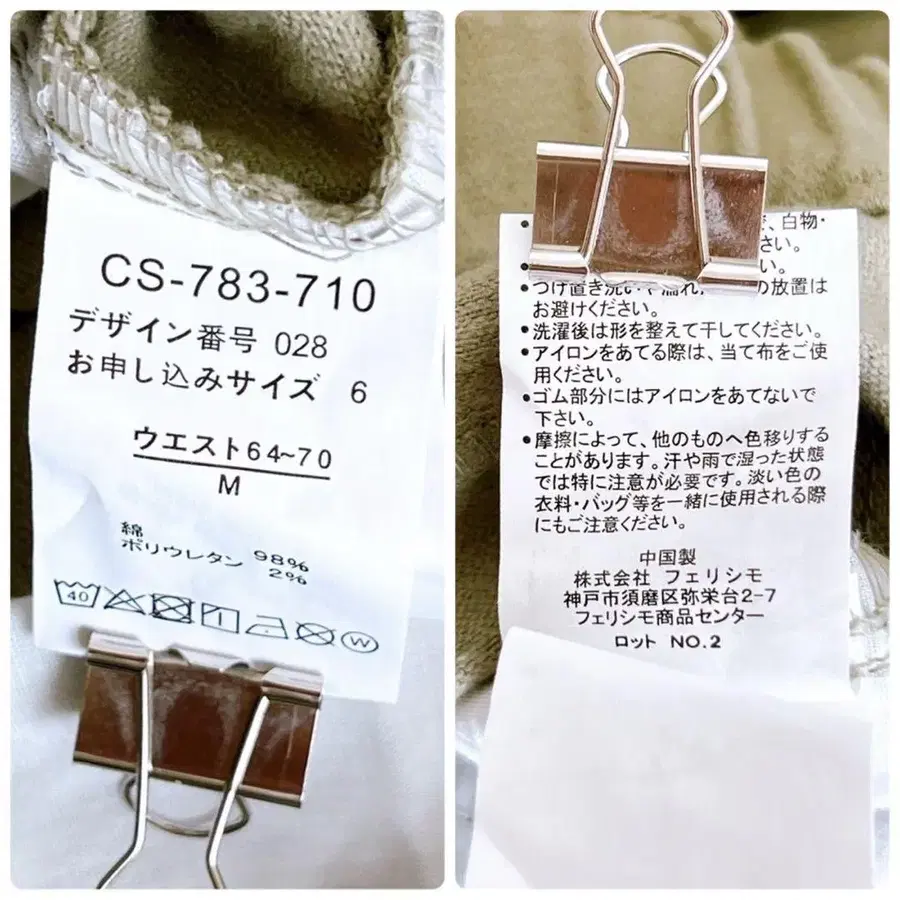 CS-783-710
デザイン番号 028
お申し込みサイズ 6
ウエスト64~70
M
綿 98%
ポリウレタン 2%
40
W
、白物・
さい。
い。
・つけ置き洗いや濡れ の放置は
お避けください。
・洗濯後は形を整えて干してください。
・アイロンをあてる際は、当て布をご使
用ください。
・ゴム部分にはアイロンをあてないで
下さい。
・摩擦によって、他のものへ色移りする
ことがあります。汗や雨で湿った状態
では特に注意が必要です。淡い色の
衣料・バッグ等を一緒に使用される際
にもご注意ください。
中国製
株式会社 フェリシモ
神戸市須磨区弥栄台2-7
フェリシモ商品センター
ロット NO.2